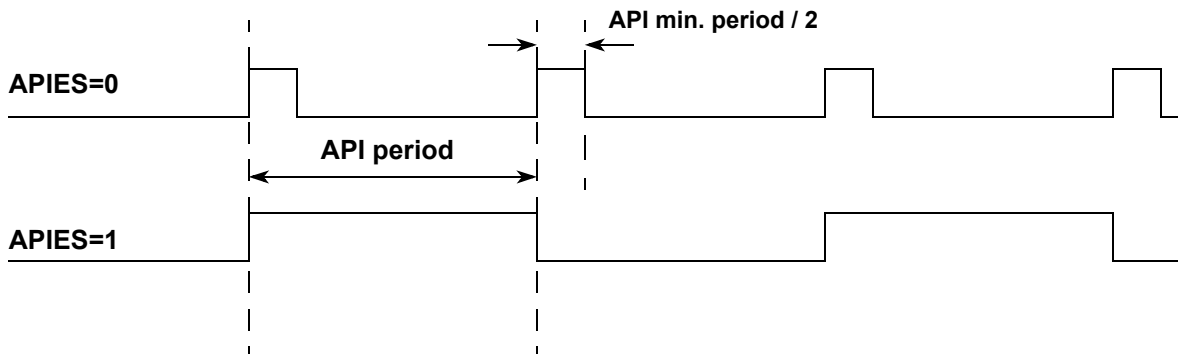 API min. period / 2
APIES=0
API period
APIES=1